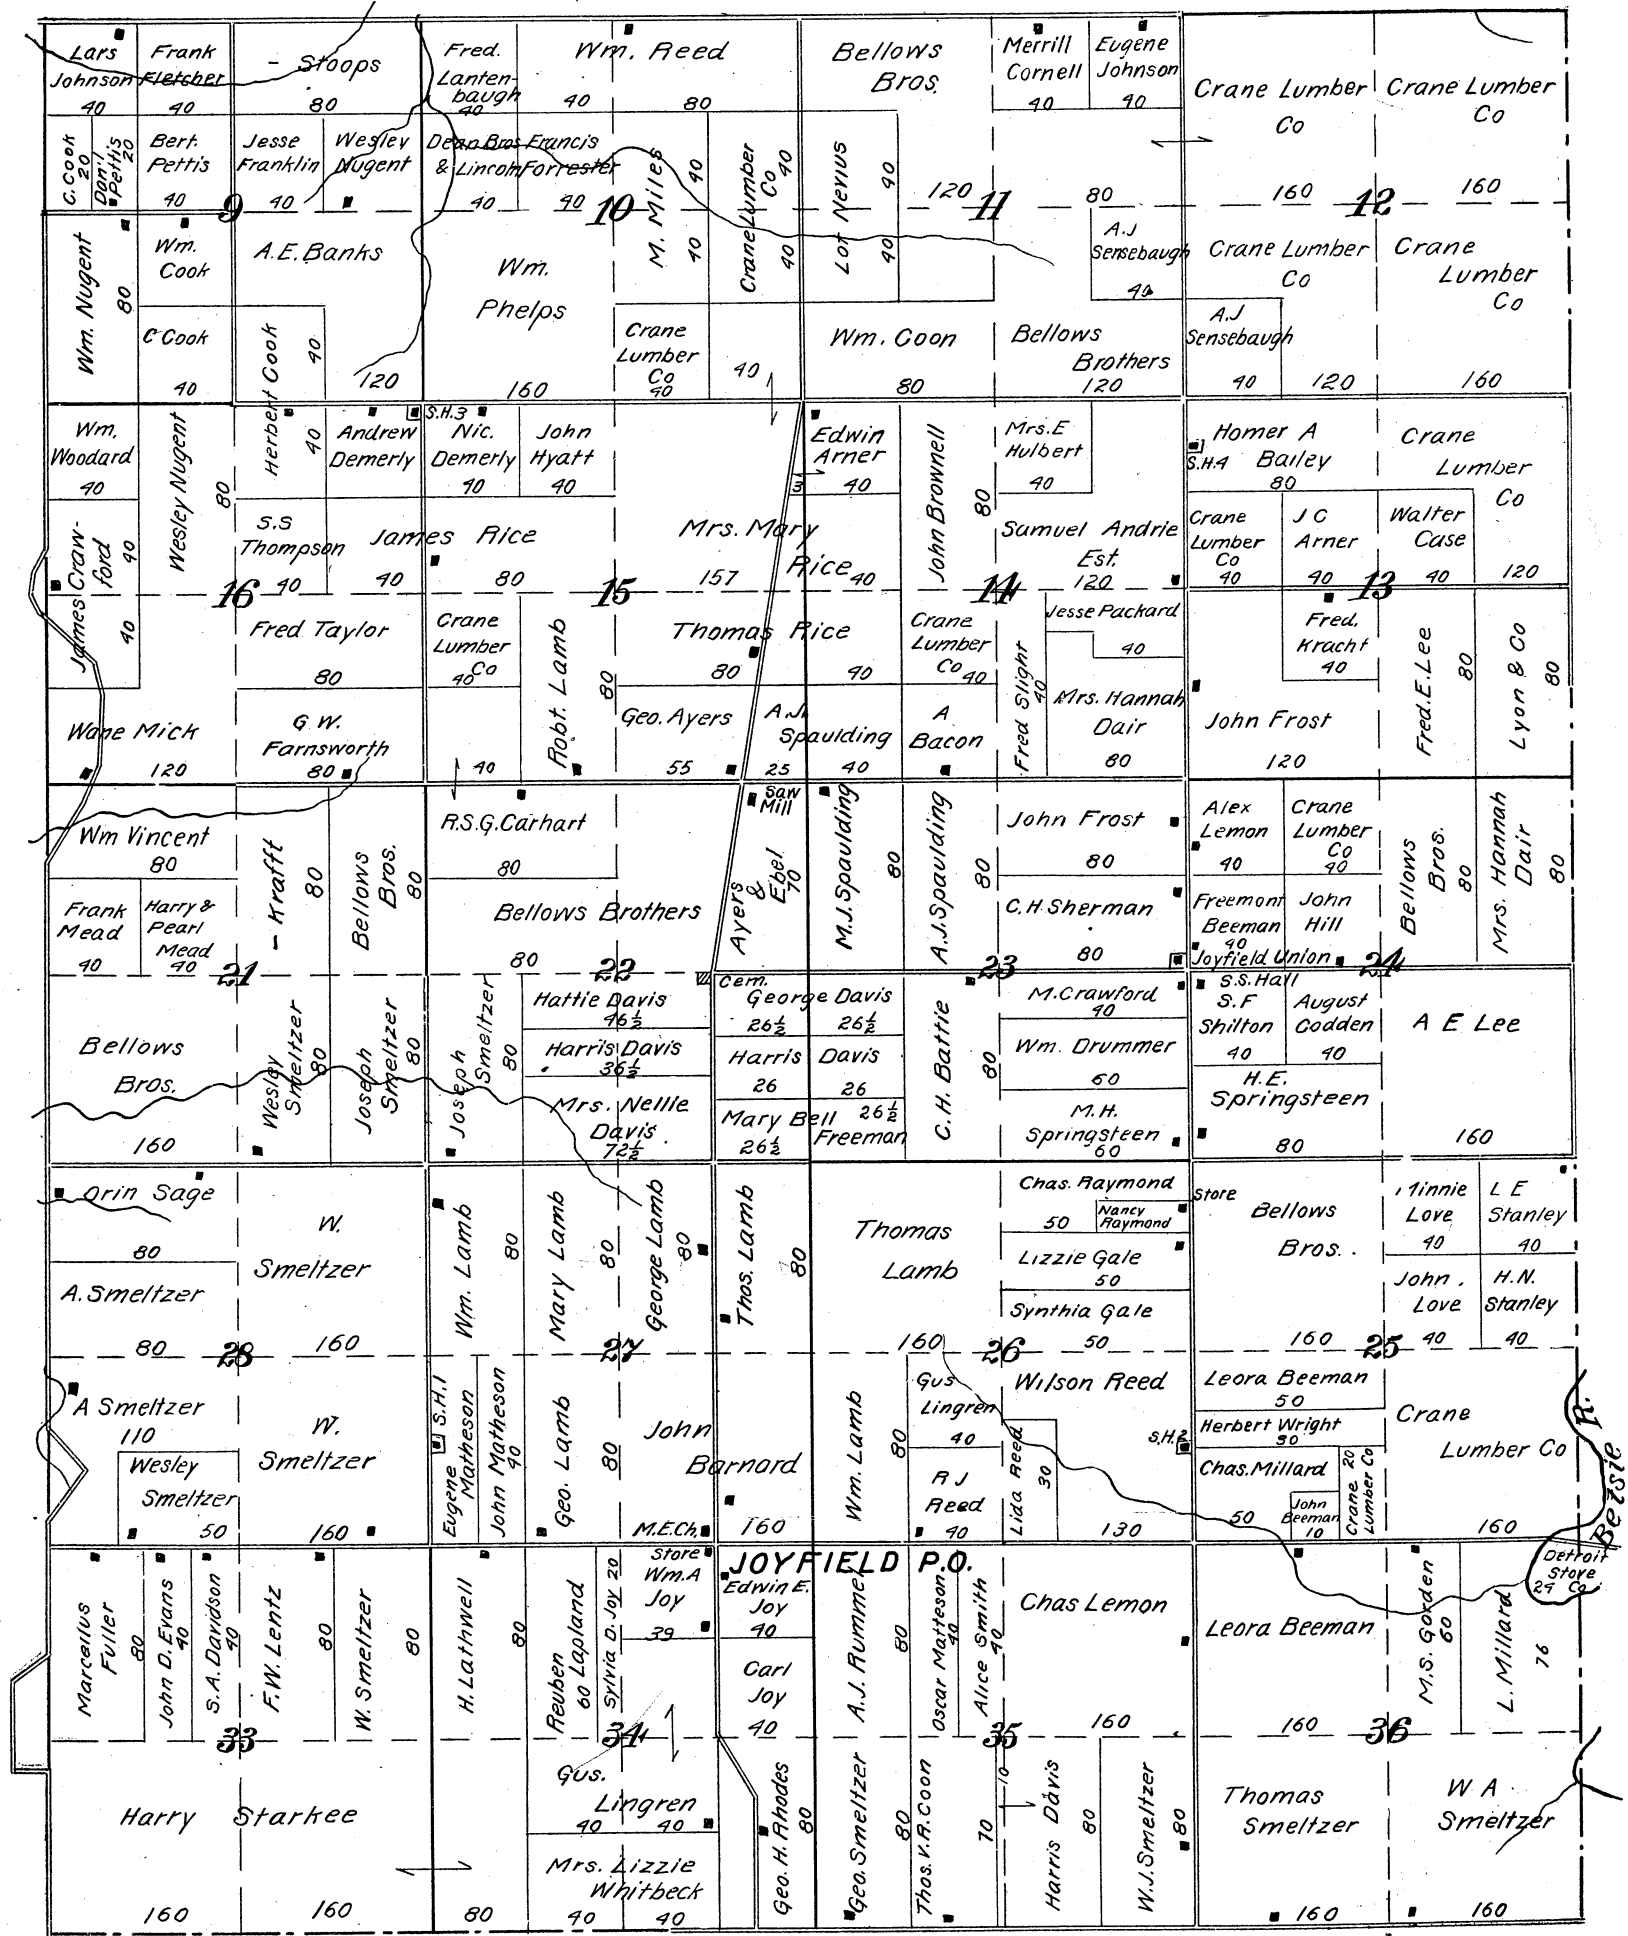 Lars
Johnson
40
Frank
Fletcher
40
- Stoops
80
Fred.
Lanten-
baugh
40
Wm. Reed
40
80
Bellows
Bros.
Merrill
Cornell
40
Eugene
Johnson
40
Crane Lumber
Co
160
Crane Lumber
Co
160
C. Cook
20
Dan'l
Pettis
20
Bert.
Pettis
40
Jesse
Franklin
40
Wesley
Nugent
Dean Bros
& Lincoln
40
Francis
Forrester
40
M. Miles
40
40
Crane Lumber
Co
40
40
Lot Nevius
40
40
120
80
9
10
11
12
Wm. Nugent
80
Wm.
Cook
C Cook
40
A.E. Banks
120
Herbert Cook
40
40
Wm.
Phelps
160
Crane
Lumber
Co
40
40
Wm. Coon
80
A.J
Sensebaugh
40
Bellows
Brothers
120
Crane Lumber
Co
120
A.J
Sensebaugh
40
Crane
Lumber
Co
160
Wm.
Woodard
40
James Craw-
ford
40
40
Wesley Nugent
80
Andrew
Demerly
S.H.3
Nic.
Demerly
40
John
Hyatt
40
S.S
Thompson
40
James Rice
40
80
Mrs. Mary
Rice
157
40
3
Edwin
Arner
40
John Brownell
80
Mrs. E
Hulbert
40
Samuel Andrie
Est.
120
Homer A
Bailey
80
S.H.4
Crane
Lumber
Co
40
J C
Arner
40
Walter
Case
40
Crane
Lumber
Co
120
16
15
14
13
Wane Mick
120
Fred Taylor
80
G.W.
Farnsworth
80
Crane
Lumber
Co
40
40
Robt. Lamb
80
Thomas Rice
80
40
Geo. Ayers
55
A.J.
Spaulding
25
40
Crane
Lumber
Co 40
A
Bacon
Fred Slight
40
Jesse Packard
40
Mrs. Hannah
Dair
80
Fred.
Kracht
40
John Frost
120
Fred. E. Lee
80
Lyon & Co
80
Wm Vincent
80
Frank
Mead
40
Harry &
Pearl
Mead
40
- Krafft
80
Bellows
Bros.
80
R.S.G. Carhart
80
Bellows Brothers
80
Ayers
&
Ebel
70
Saw
Mill
M.J. Spaulding
80
A.J. Spaulding
80
John Frost
80
C.H. Sherman
80
Alex
Lemon
40
Crane
Lumber
Co
40
Freemont
Beeman
40
John
Hill
Joyfield Union
S.S. Hall
Bellows
Bros.
80
Mrs. Hannah
Dair
80
21
22
23
24
Bellows
Bros.
160
Wesley
Smeltzer
80
Joseph
Smeltzer
80
Joseph
Smeltzer
80
Hattie Davis
46½
Harris Davis
36½
Mrs. Nellie
Davis
72½
Cem.
George Davis
26½
26½
Harris Davis
26
26
Mary Bell
Freeman
26½
26½
C.H. Battie
80
M. Crawford
40
Wm. Drummer
60
M.H.
Springsteen
60
S.F
Shilton
40
August
Godden
40
H.E.
Springsteen
80
A E Lee
160
Orin Sage
80
A. Smeltzer
80
W.
Smeltzer
160
Wm. Lamb
80
Mary Lamb
80
George Lamb
80
Thos. Lamb
80
Thomas
Lamb
160
Chas. Raymond
50
Nancy
Raymond
Lizzie Gale
50
Synthia Gale
50
Store
Bellows
Bros.
160
Minnie
Love
40
L E
Stanley
40
John
Love
40
H.N.
Stanley
40
28
27
26
25
A Smeltzer
110
Wesley
Smeltzer
50
W.
Smeltzer
160
S.H.1
Eugene
Matheson
John Matheson
40
Geo. Lamb
80
John
Barnard
160
M.E.Ch.
Wm. Lamb
80
Gus
Lingren
40
R J
Reed
40
Wilson Reed
130
Lida Reed
30
S.H.2
Leora Beeman
50
Herbert Wright
30
Chas. Millard
50
John
Beeman
10
Crane
Lumber Co
20
Crane
Lumber Co
160
Betsie R.
Marcellus
Fuller
80
John D. Evans
40
S.A. Davidson
40
F.W. Lentz
80
W. Smeltzer
80
H. Lathwell
80
Reuben
Lapland
60
Sylvia D. Joy 20
Store
Wm. A
Joy
39
JOYFIELD P.O.
Edwin E.
Joy
40
Carl
Joy
40
A.J. Rummel
80
Oscar Matteson
40
Alice Smith
40
Chas Lemon
160
Leora Beeman
160
M.S. Gorden
60
L. Millard
76
Detroit
Stove
Co.
24
33
34
35
36
Harry Starkee
160
160
80
Gus.
Lingren
40
40
Mrs. Lizzie
Whitbeck
40
40
Geo. H. Rhodes
80
Geo. Smeltzer
80
Thos. V.R. Coon
70
10
Harris Davis
80
W.J. Smeltzer
80
Thomas
Smeltzer
160
W A
Smeltzer
160